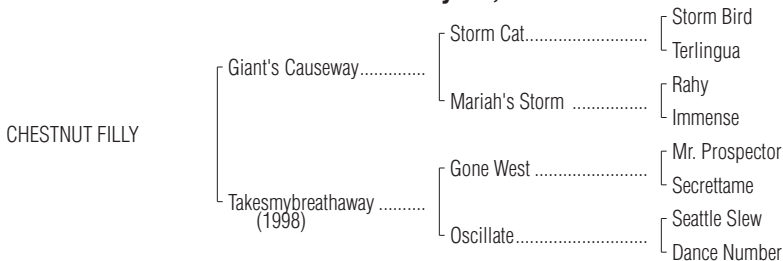 Storm Bird
Storm Cat..........................
Terlingua
Giant's Causeway..............
Rahy
Mariah's Storm ................
Immense
CHESTNUT FILLY
Mr. Prospector
Gone West ........................
Secrettame
Takesmybreathaway ..........
(1998)
Seattle Slew
Oscillate............................
Dance Number